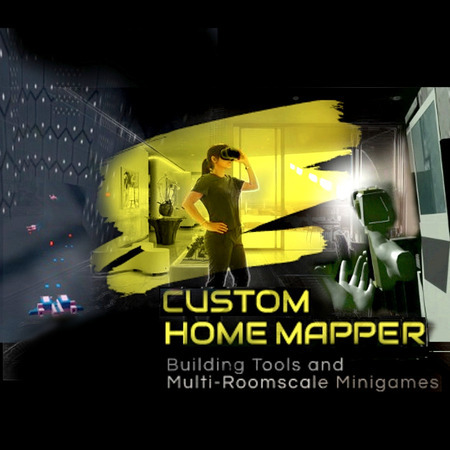 CUSTOM
HOME MAPPER
Building Tools and
Multi-Roomscale Minigames